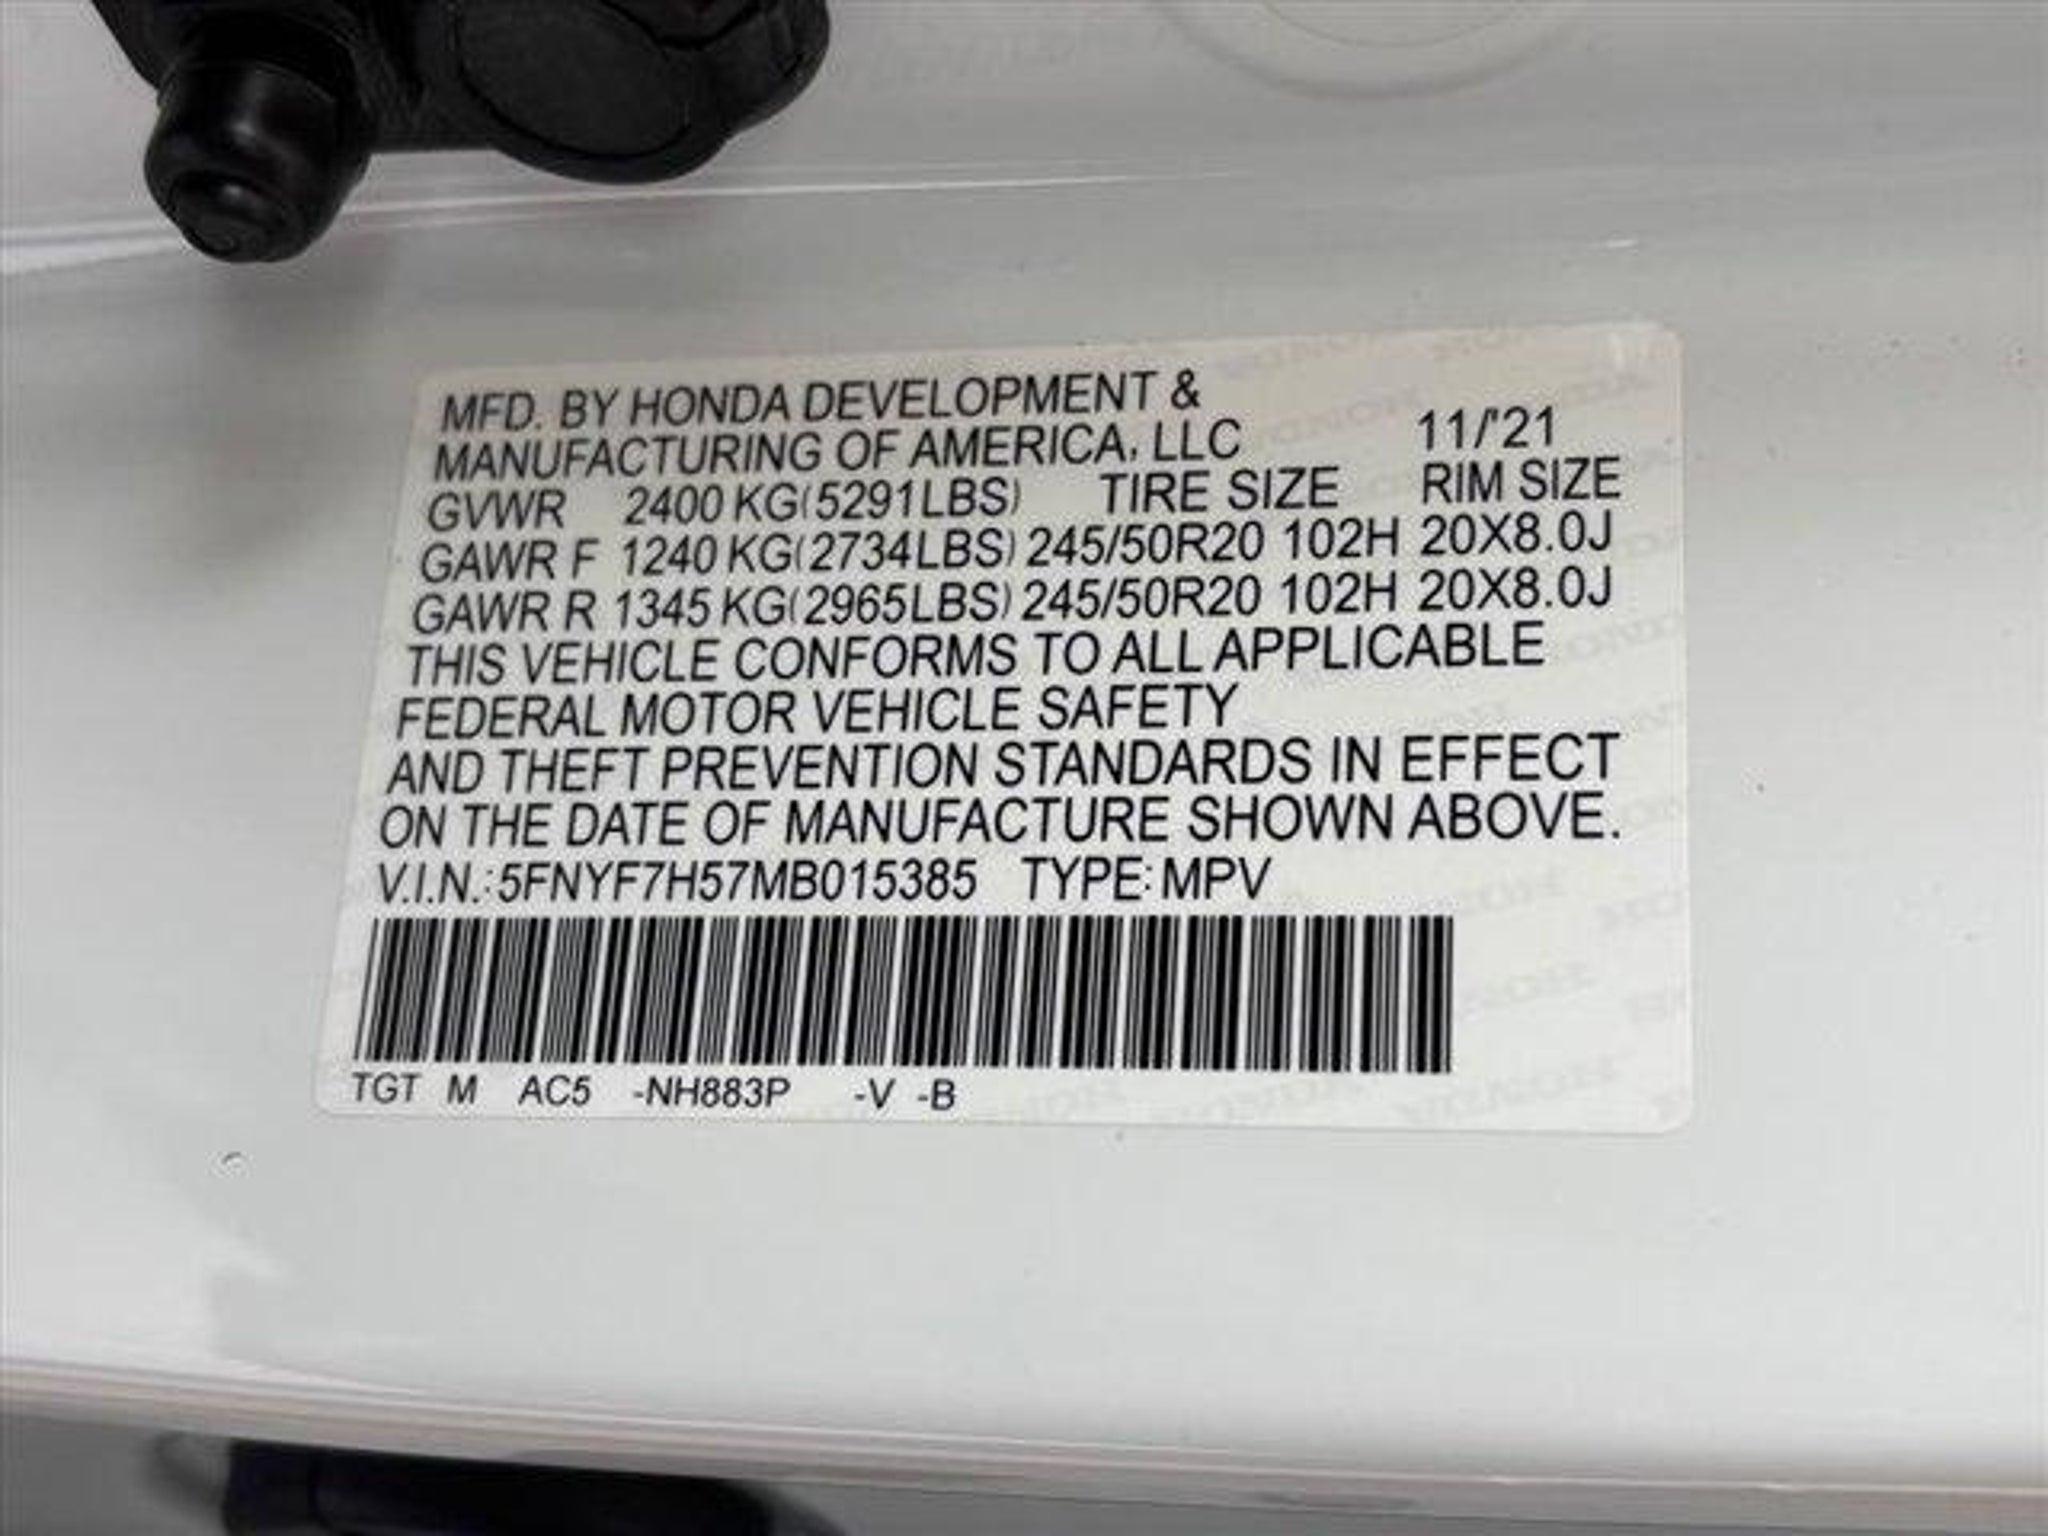 MFD. BY HONDA DEVELOPMENT &
MANUFACTURING OF AMERICA, LLC 11/'21
GVWR 2400 KG(5291LBS) TIRE SIZE RIM SIZE
GAWR F 1240 KG(2734LBS) 245/50R20 102H 20X8.0J
GAWR R 1345 KG(2965LBS) 245/50R20 102H 20X8.0J
THIS VEHICLE CONFORMS TO ALL APPLICABLE
FEDERAL MOTOR VEHICLE SAFETY
AND THEFT PREVENTION STANDARDS IN EFFECT
ON THE DATE OF MANUFACTURE SHOWN ABOVE.
V.I.N.:5FNYF7H57MB015385 TYPE:MPV
TGT M AC5 -NH883P -V -B